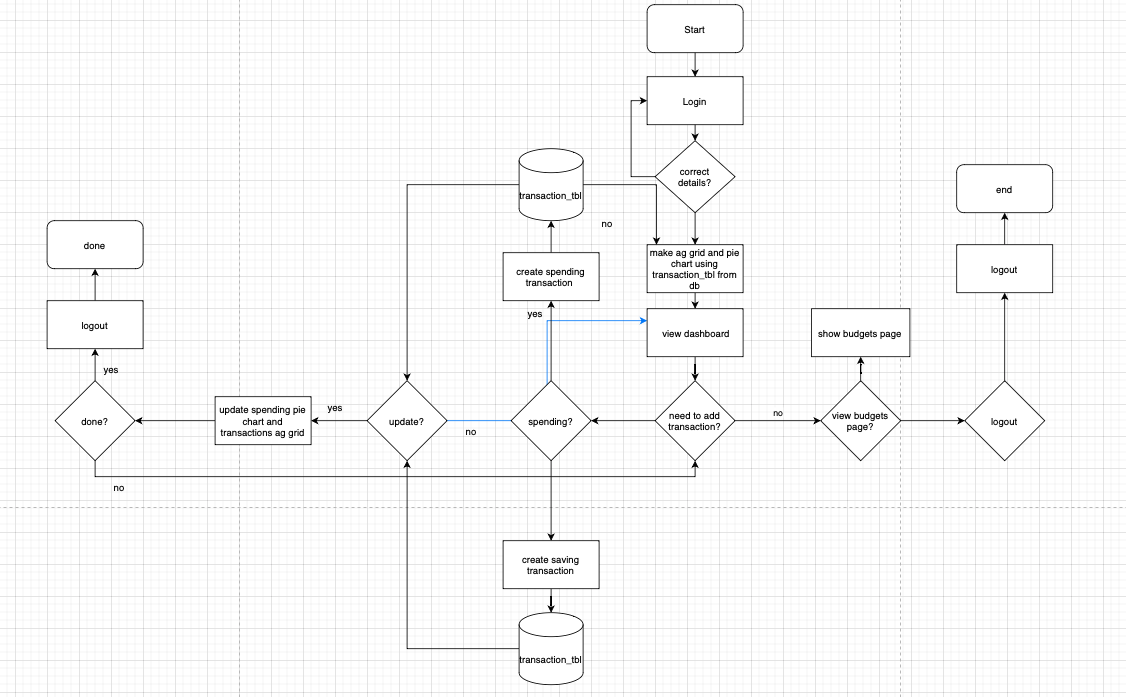 Start
Login
correct
details?
transaction_tbl
end
no
done
make ag grid and pie
chart using
transaction_tbl from
db
create spending
transaction
logout
yes
logout
view dashboard
show budgets page
yes
update spending pie
chart and
transactions ag grid
yes
done?
update?
no
spending?
need to add
transaction?
no
view budgets
page?
logout
no
create saving
transaction
transaction_tbl